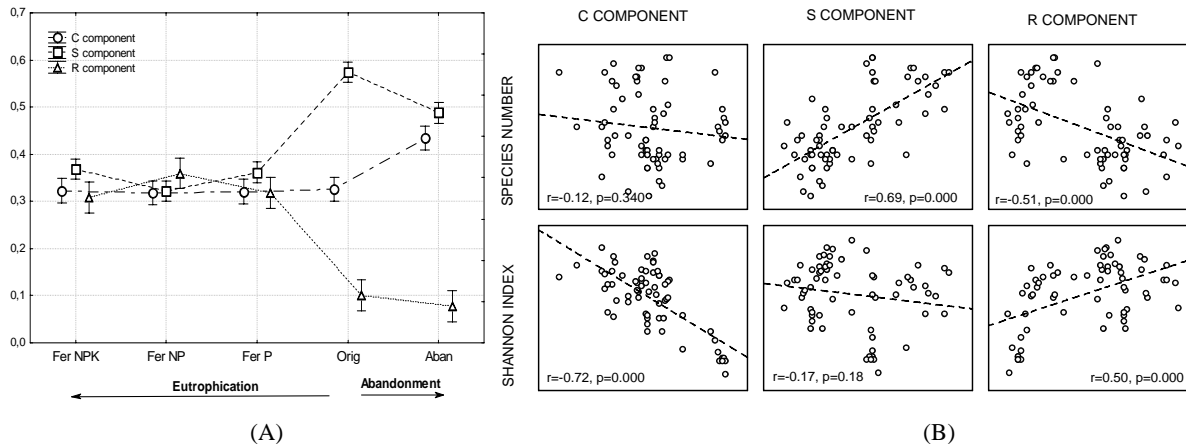 0,7
0,6
0,5
0,4
0,3
0,2
0,1
0,0
C component
S component
R component
Fer NPK Fer NP Fer P Orig Aban
Eutrophication Abandonment
(A)
C COMPONENT S COMPONENT R COMPONENT
SPECIES NUMBER
r=-0.12, p=0.340 r=0.69, p=0.000 r=-0.51, p=0.000
SHANNON INDEX
r=-0.72, p=0.000 r=-0.17, p=0.18 r=0.50, p=0.000
(B)